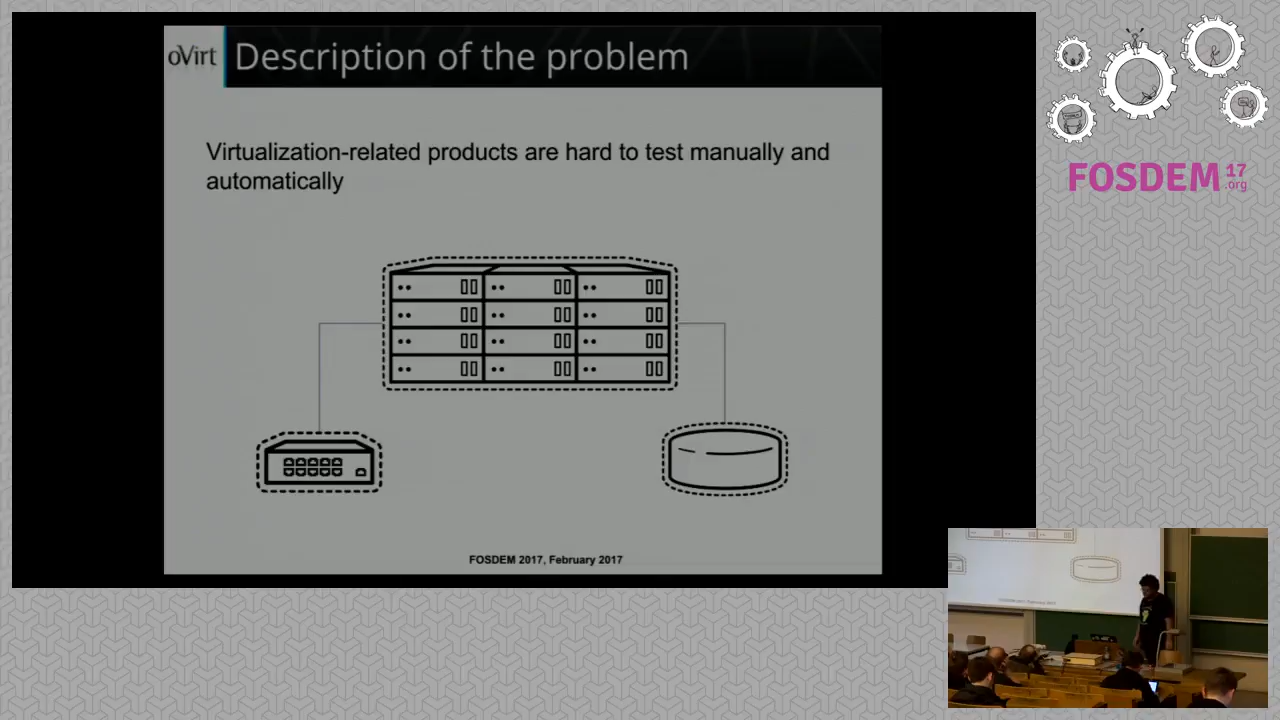 oVirt
Description of the problem
Virtualization-related products are hard to test manually and
automatically
FOSDEM 2017, February 2017
FOSDEM 17
.org